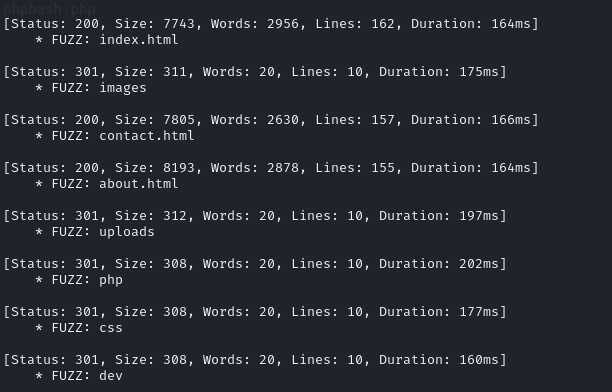 phpbash.php
[Status: 200, Size: 7743, Words: 2956, Lines: 162, Duration: 164ms]
* FUZZ: index.html
[Status: 301, Size: 311, Words: 20, Lines: 10, Duration: 175ms]
* FUZZ: images
[Status: 200, Size: 7805, Words: 2630, Lines: 157, Duration: 166ms]
* FUZZ: contact.html
[Status: 200, Size: 8193, Words: 2878, Lines: 155, Duration: 164ms]
* FUZZ: about.html
[Status: 301, Size: 312, Words: 20, Lines: 10, Duration: 197ms]
* FUZZ: uploads
[Status: 301, Size: 308, Words: 20, Lines: 10, Duration: 202ms]
* FUZZ: php
[Status: 301, Size: 308, Words: 20, Lines: 10, Duration: 177ms]
* FUZZ: css
[Status: 301, Size: 308, Words: 20, Lines: 10, Duration: 160ms]
* FUZZ: dev